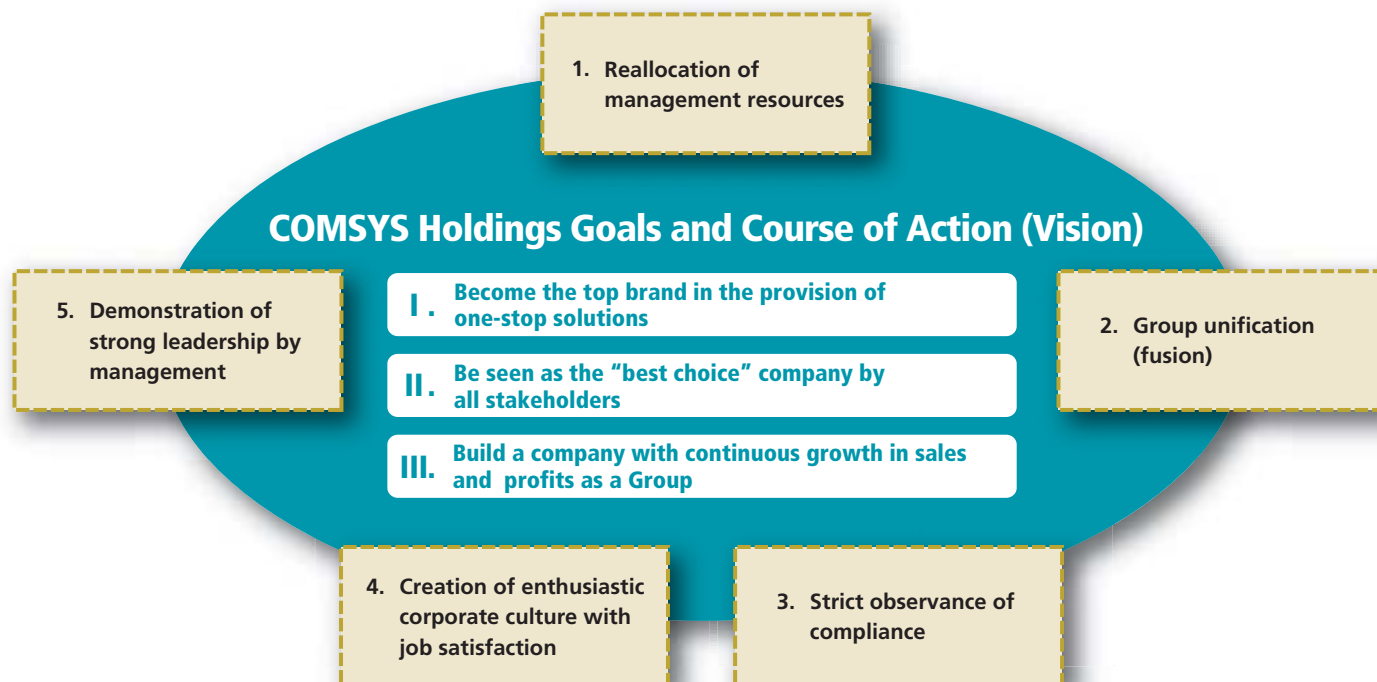 1. Reallocation of
management resources
COMSYS Holdings Goals and Course of Action (Vision)
I. Become the top brand in the provision of
one-stop solutions
II. Be seen as the “best choice” company by
all stakeholders
III. Build a company with continuous growth in sales
and profits as a Group
5. Demonstration of
strong leadership by
management
2. Group unification
(fusion)
4. Creation of enthusiastic
corporate culture with
job satisfaction
3. Strict observance of
compliance